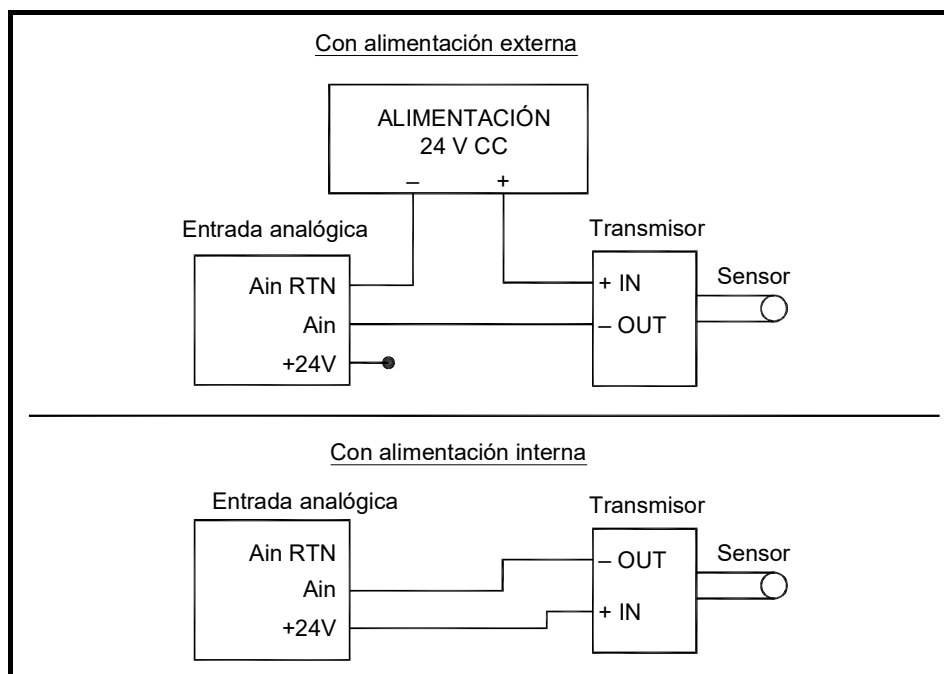 Con alimentación externa
ALIMENTACIÓN
24 V CC
– +
Entrada analógica
Transmisor
Ain RTN
Ain
+24V
+ IN
– OUT
Sensor
Con alimentación interna
Entrada analógica
Transmisor
Ain RTN
Ain
+24V
– OUT
+ IN
Sensor